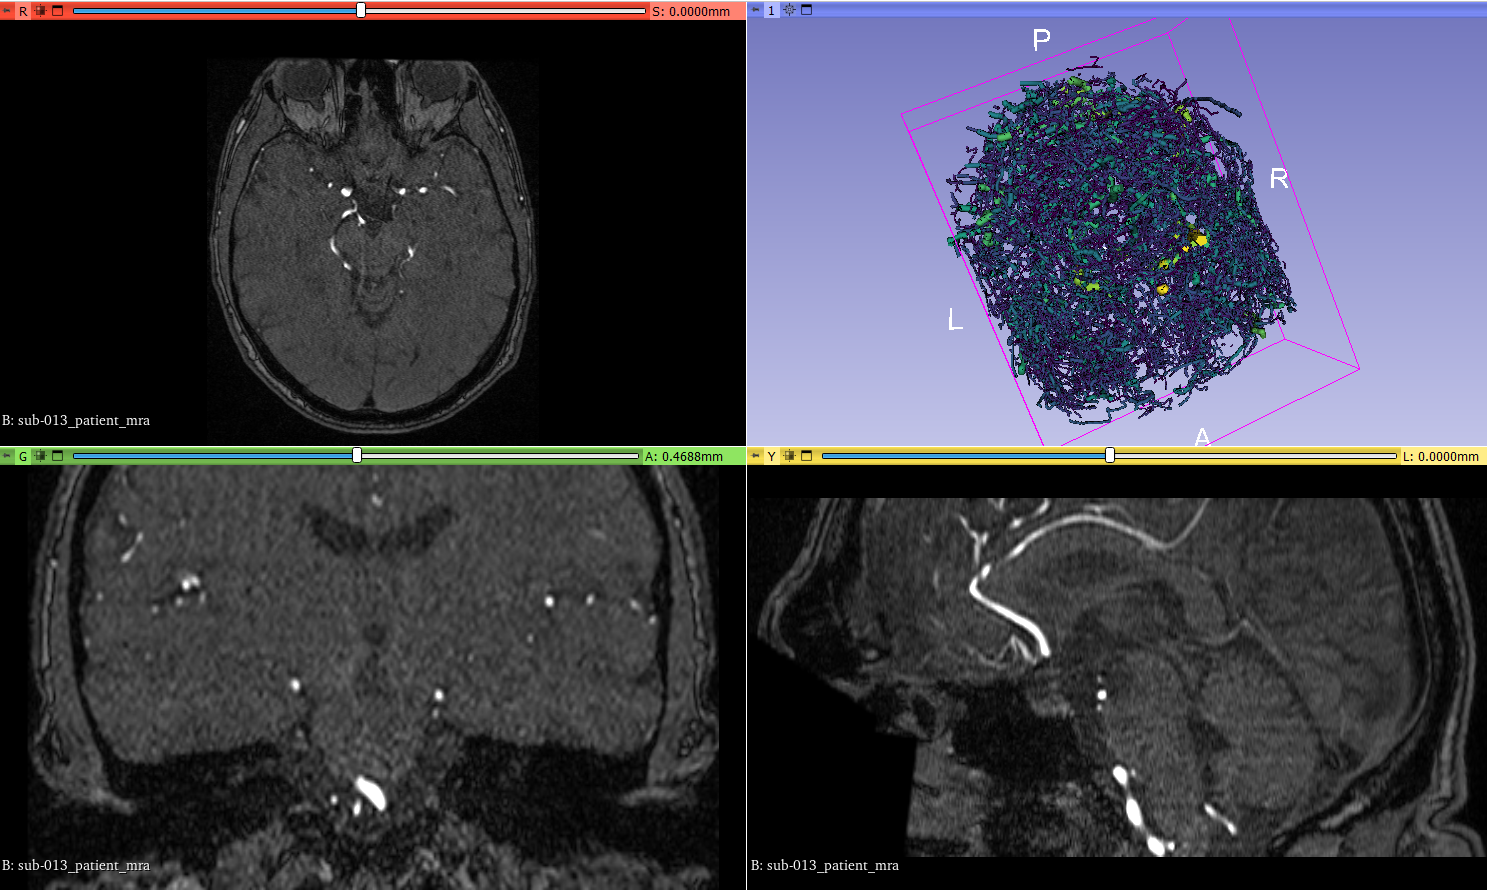 R
S: 0.0000mm
B: sub-013_patient_mra
1
P
R
L
A
G
A: 0.4688mm
B: sub-013_patient_mra
Y
L: 0.0000mm
B: sub-013_patient_mra